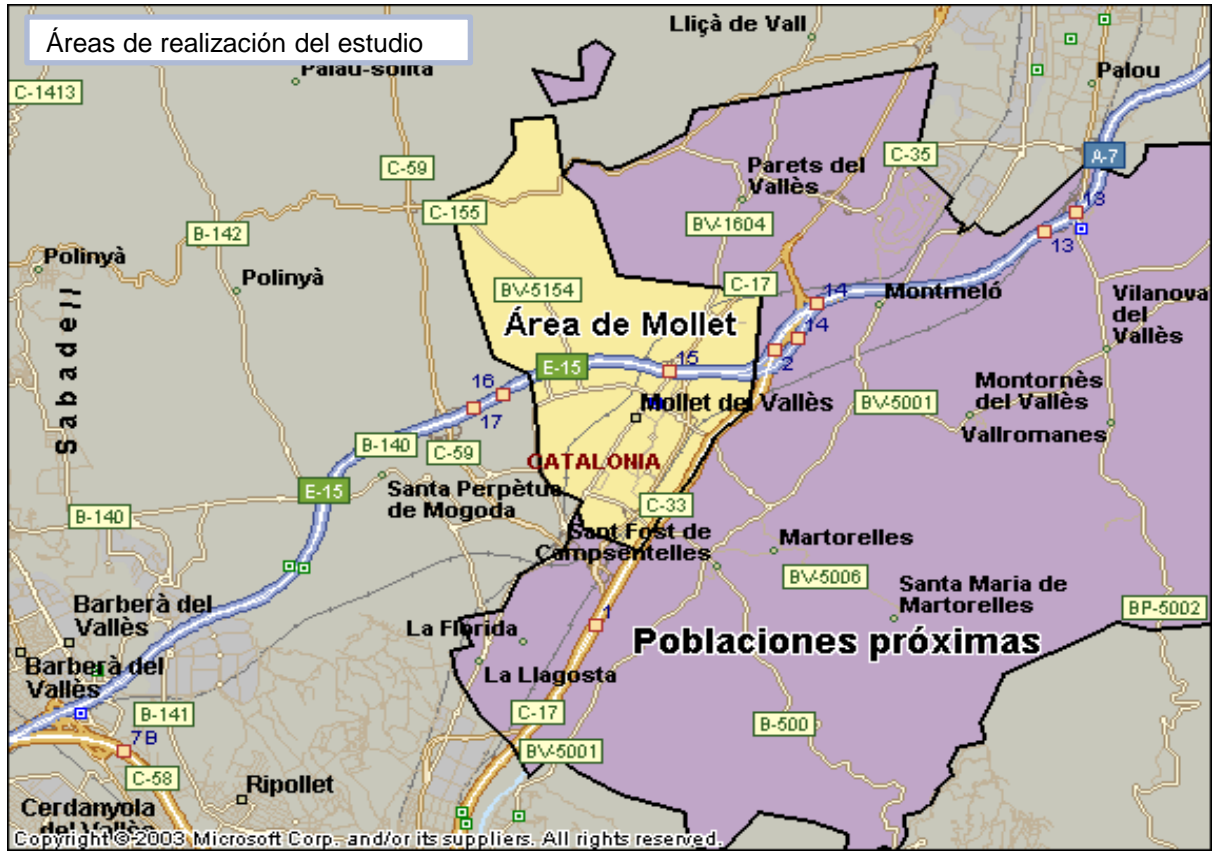 Áreas de realización del estudio
Lliçà de Vall
Palau-solità
Palou
C-1413
C-59
C-35
A-7
Parets del
Vallès
C-155
BV-1604
13
B-142
13
Polinyà
Polinyà
BV-5154
C-17
14
Montmeló
Vilanova
del
Vallès
Sabadell
Área de Mollet
14
E-15
15
2
16
17
Mollet del Vallès
BV-5001
Montornès
del Vallès
Vallromanes
B-140
C-59
CATALONIA
E-15
Santa Perpètua
de Mogoda
C-33
B-140
Sant Fost de
Campsentelles
Martorelles
BV-5006
Santa Maria de
Martorelles
BP-5002
Barberà del
Vallès
La Florida
1
Poblaciones próximas
Barberà del
Vallès
La Llagosta
B-141
C-17
B-500
7B
BV-5001
C-58
Ripollet
Cerdanyola
del Vallès
Copyright © 2003 Microsoft Corp. and/or its suppliers. All rights reserved.